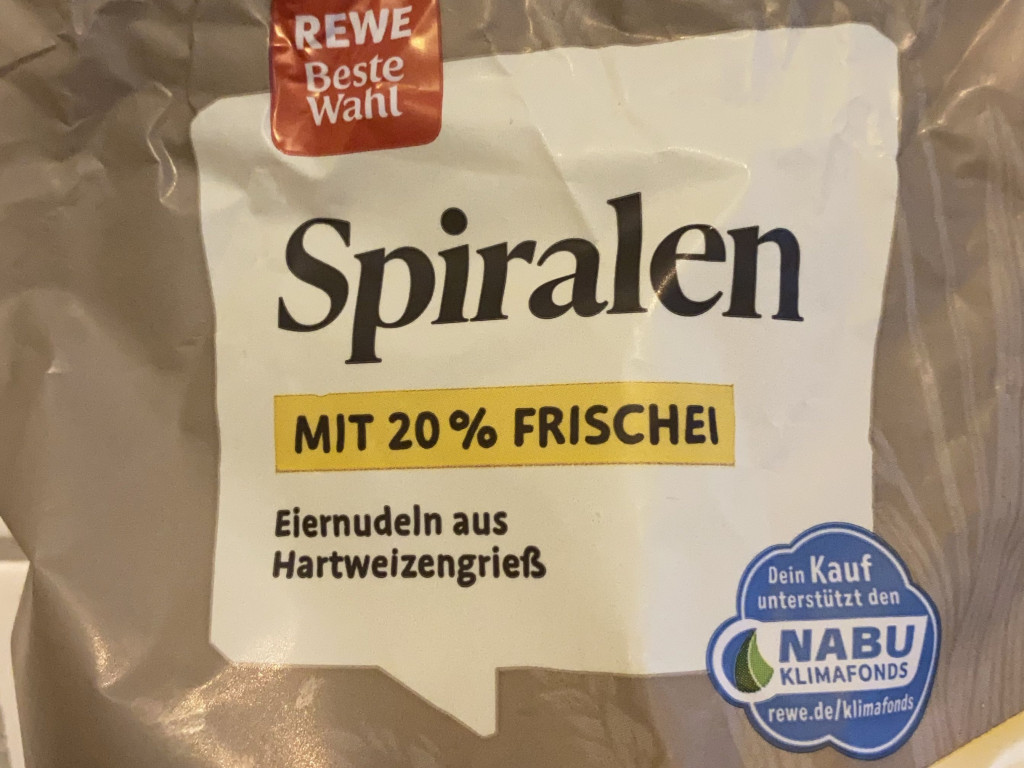 REWE
Beste
Wahl
Spiralen
MIT 20% FRISCHEI
Eiernudeln aus
Hartweizengrieß
Dein Kauf
unterstützt den
NABU
KLIMAFONDS
rewe.de/klimafonds